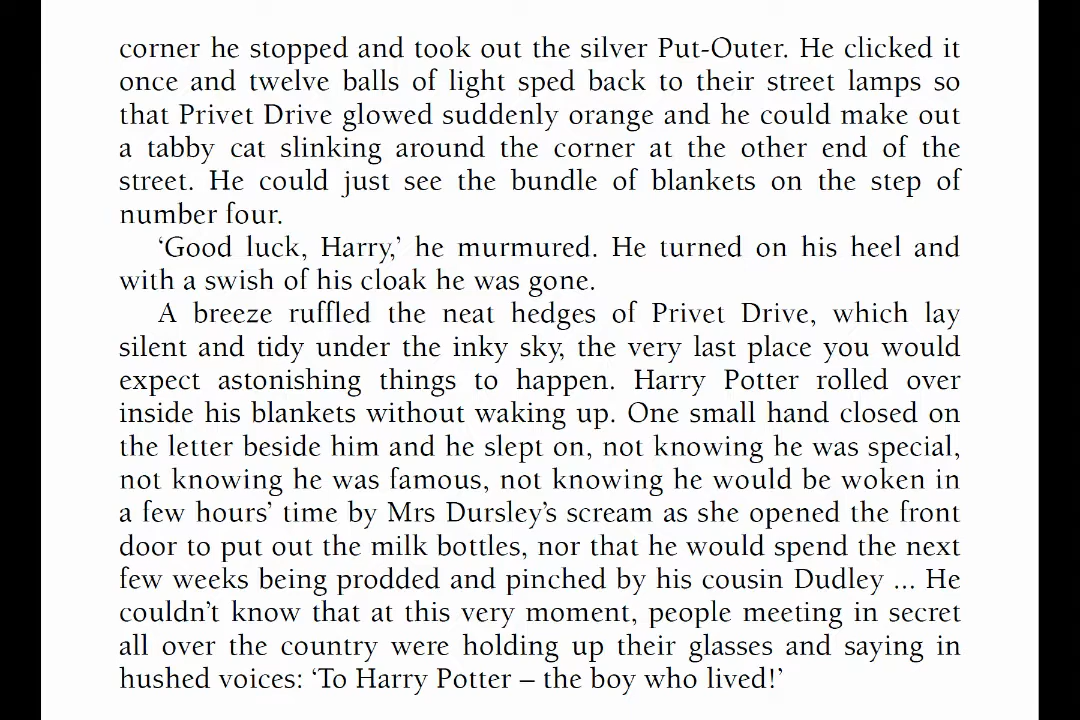 corner he stopped and took out the silver Put-Outer. He clicked it
once and twelve balls of light sped back to their street lamps so
that Privet Drive glowed suddenly orange and he could make out
a tabby cat slinking around the corner at the other end of the
street. He could just see the bundle of blankets on the step of
number four.
‘Good luck, Harry,’ he murmured. He turned on his heel and
with a swish of his cloak he was gone.
A breeze ruffled the neat hedges of Privet Drive, which lay
silent and tidy under the inky sky, the very last place you would
expect astonishing things to happen. Harry Potter rolled over
inside his blankets without waking up. One small hand closed on
the letter beside him and he slept on, not knowing he was special,
not knowing he was famous, not knowing he would be woken in
a few hours’ time by Mrs Dursley’s scream as she opened the front
door to put out the milk bottles, nor that he would spend the next
few weeks being prodded and pinched by his cousin Dudley ... He
couldn’t know that at this very moment, people meeting in secret
all over the country were holding up their glasses and saying in
hushed voices: ‘To Harry Potter – the boy who lived!’